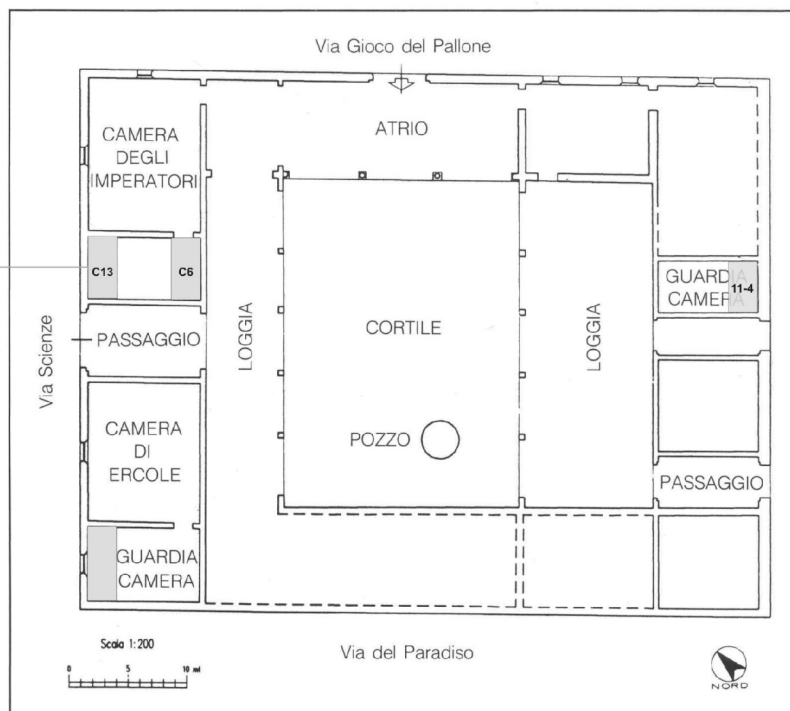 Via Gioco del Pallone
ATRIO
CAMERA
DEGLI
IMPERATORI
C13
C6
GUARDIA
CAMERA
11-4
PASSAGGIO
Via Scienze
LOGGIA
CORTILE
LOGGIA
CAMERA
DI
ERCOLE
POZZO
PASSAGGIO
GUARDIA
CAMERA
Scala 1:200
0 5 10 ml
Via del Paradiso
NORD